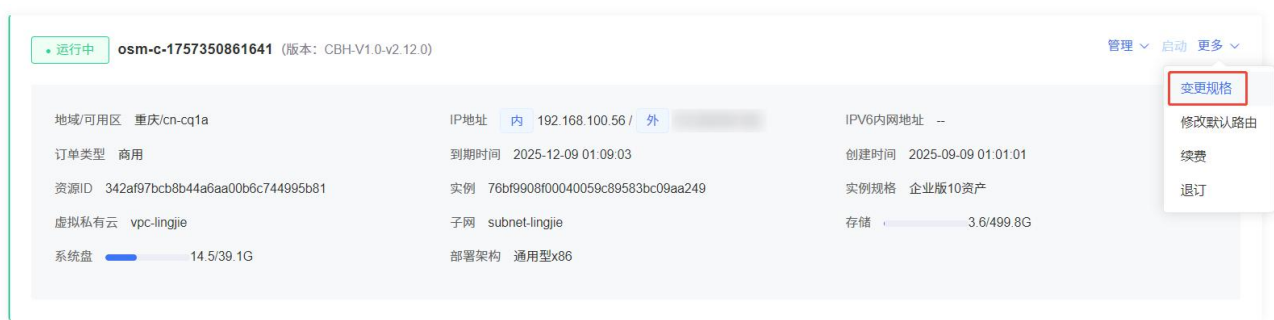 运行中 osm-c-1757350861641 (版本: CBH-V1.0-v2.12.0) 管理 启动 更多
变更规格
地域/可用区 重庆/cn-cq1a IP地址 内 192.168.100.56 / 外 IPV6内网地址 --
修改默认路由
订单类型 商用 到期时间 2025-12-09 01:09:03 创建时间 2025-09-09 01:01:01
续费
资源ID 342af97bcb8b44a6aa00b6c744995b81 实例 76bf9908f00040059c89583bc09aa249 实例规格 企业版10资产
退订
虚拟私有云 vpc-lingjie 子网 subnet-lingjie 存储 3.6/499.8G
系统盘 14.5/39.1G 部署架构 通用型x86